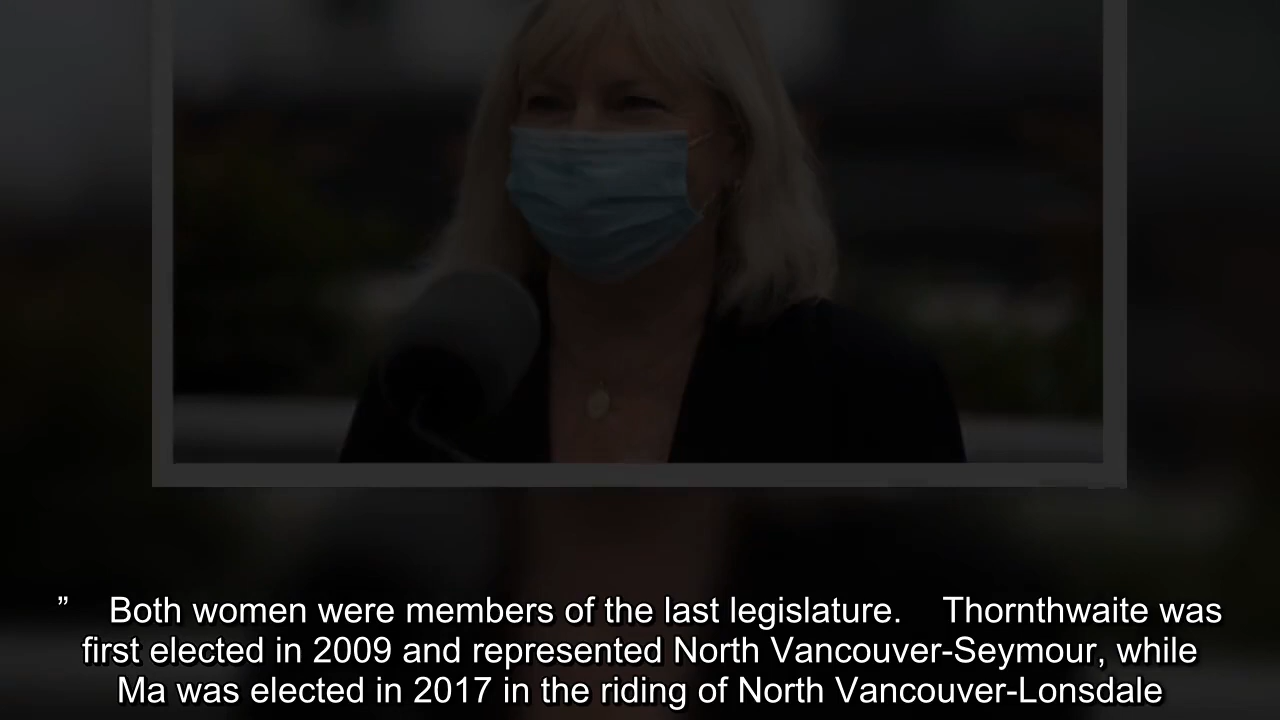 ”    Both women were members of the last legislature.    Thornthwaite was
first elected in 2009 and represented North Vancouver-Seymour, while
Ma was elected in 2017 in the riding of North Vancouver-Lonsdale